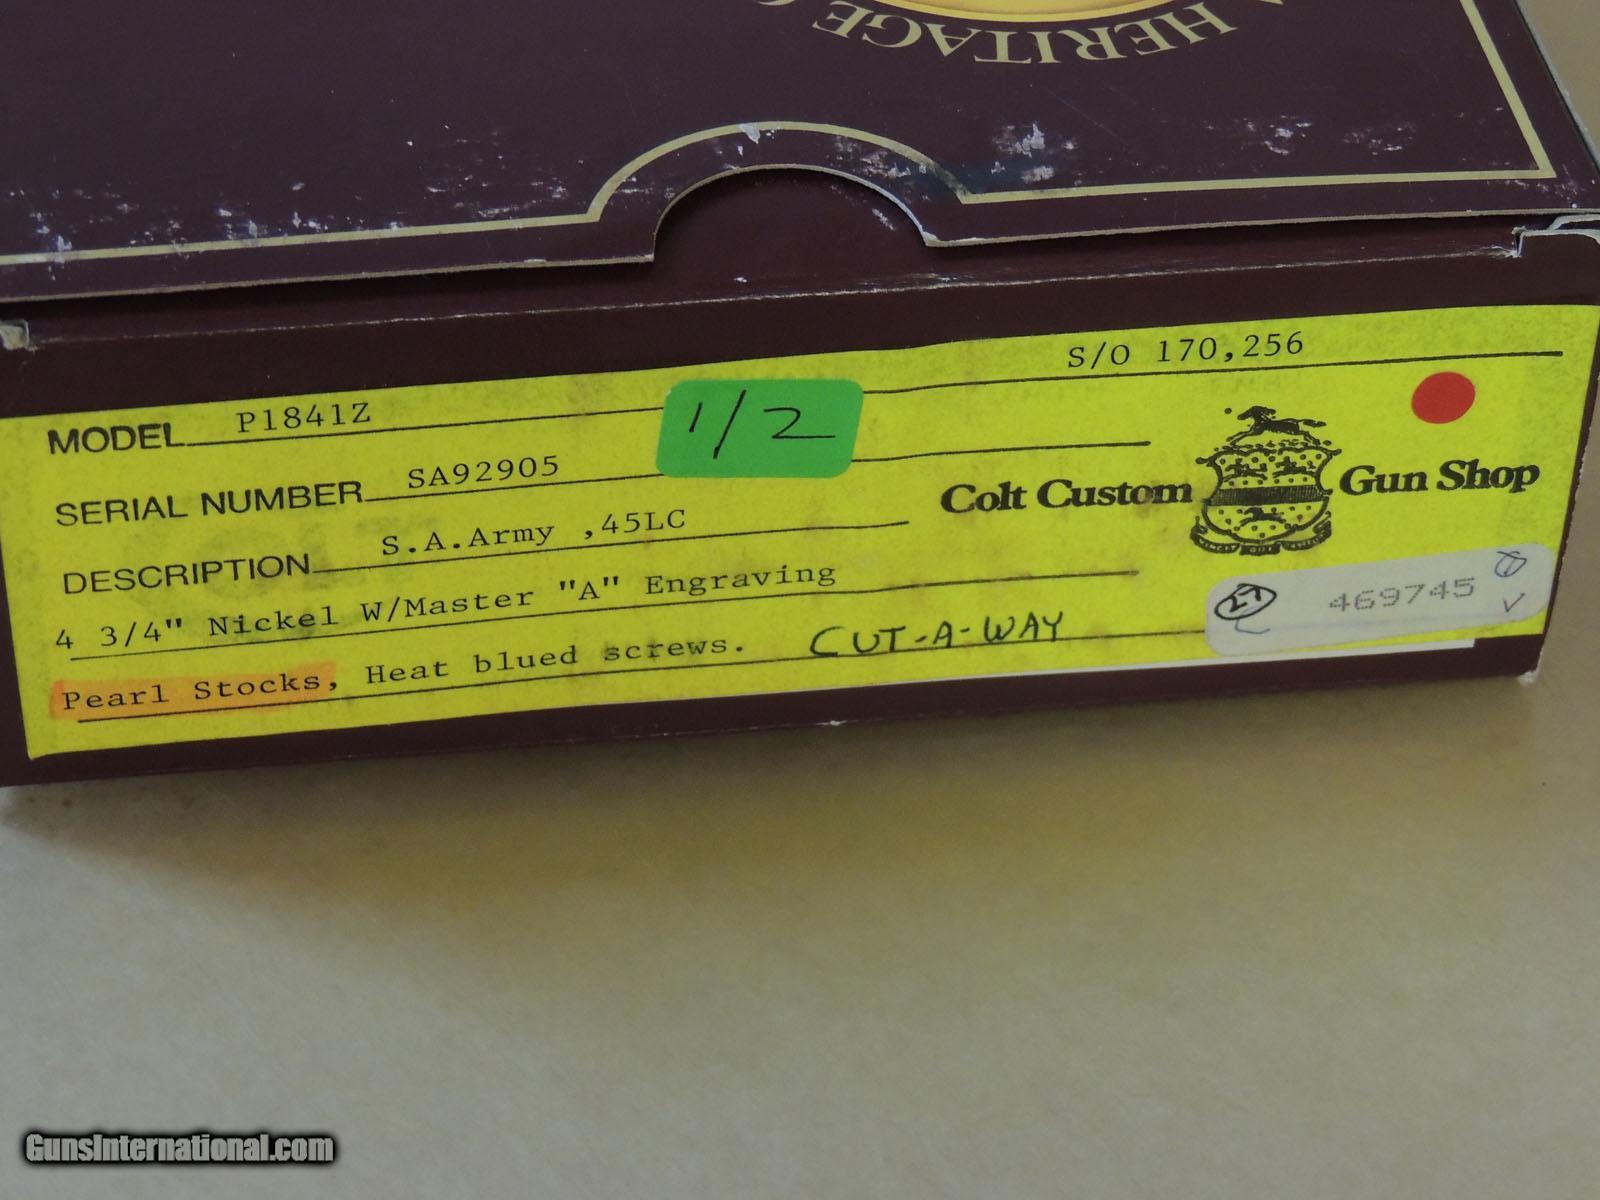 A HERITAGE
S/O 170,256
MODEL P1841Z
1/2
SERIAL NUMBER SA92905
Colt Custom Gun Shop
DESCRIPTION S.A.Army ,45LC
4 3/4" Nickel W/Master "A" Engraving
27 469745
Pearl Stocks, Heat blued screws. CUT-A-WAY
GunsInternational.com